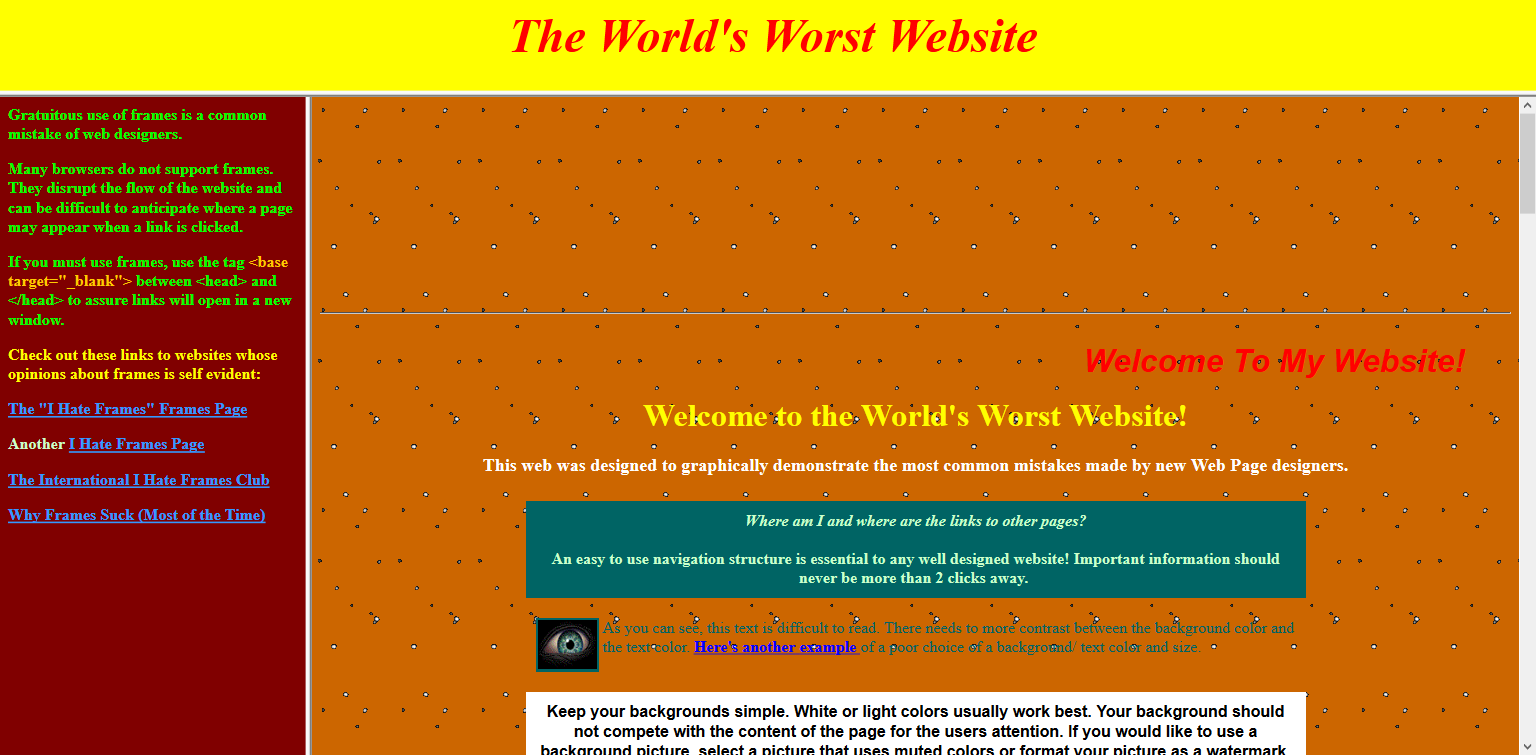 The World's Worst Website
Gratuitous use of frames is a common
mistake of web designers.
Many browsers do not support frames.
They disrupt the flow of the website and
can be difficult to anticipate where a page
may appear when a link is clicked.
If you must use frames, use the tag <base
target="_blank"> between <head> and
</head> to assure links will open in a new
window.
Check out these links to websites whose
opinions about frames is self evident:
The "I Hate Frames" Frames Page
Another I Hate Frames Page
The International I Hate Frames Club
Why Frames Suck (Most of the Time)
Welcome To My Website!
Welcome to the World's Worst Website!
This web was designed to graphically demonstrate the most common mistakes made by new Web Page designers.
Where am I and where are the links to other pages?
An easy to use navigation structure is essential to any well designed website! Important information should
never be more than 2 clicks away.
As you can see, this text is difficult to read. There needs to more contrast between the background color and
the text color. Here's another example of a poor choice of a background/ text color and size.
Keep your backgrounds simple. White or light colors usually work best. Your background should
not compete with the content of the page for the users attention. If you would like to use a
background picture, select a picture that uses muted colors or format your picture as a watermark